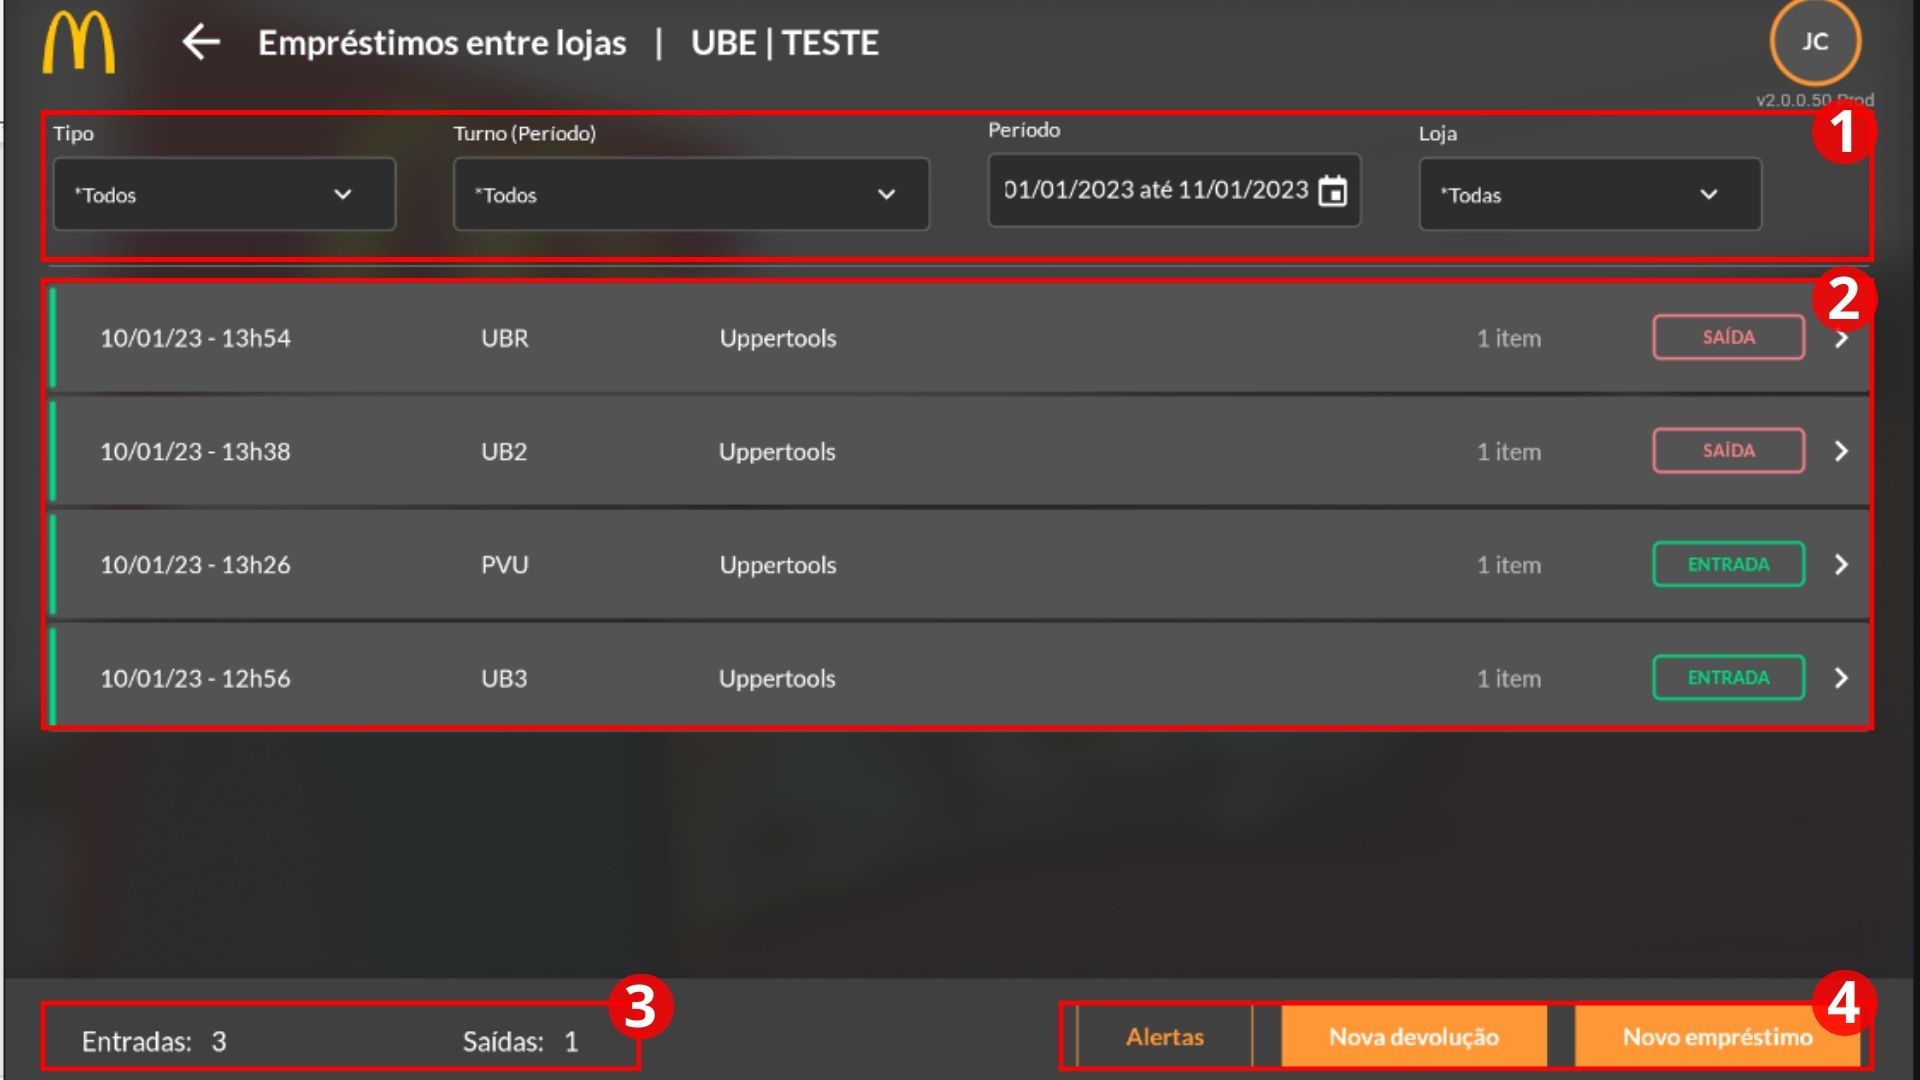 Empréstimos entre lojas | UBE | TESTE
JC
v2.0.0.50 Prod
1
Tipo
Turno (Período)
Período
Loja
*Todos
*Todos
01/01/2023 até 11/01/2023
*Todas
2
10/01/23 - 13h54 UBR Uppertools 1 item SAÍDA
10/01/23 - 13h38 UB2 Uppertools 1 item SAÍDA
10/01/23 - 13h26 PVU Uppertools 1 item ENTRADA
10/01/23 - 12h56 UB3 Uppertools 1 item ENTRADA
3
4
Entradas: 3 Saídas: 1
Alertas
Nova devolução
Novo empréstimo